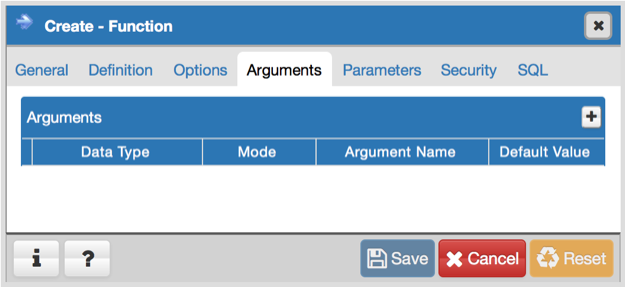 Create - Function
General Definition Options Arguments Parameters Security SQL
Arguments
Data Type Mode Argument Name Default Value
i ? Save Cancel Reset